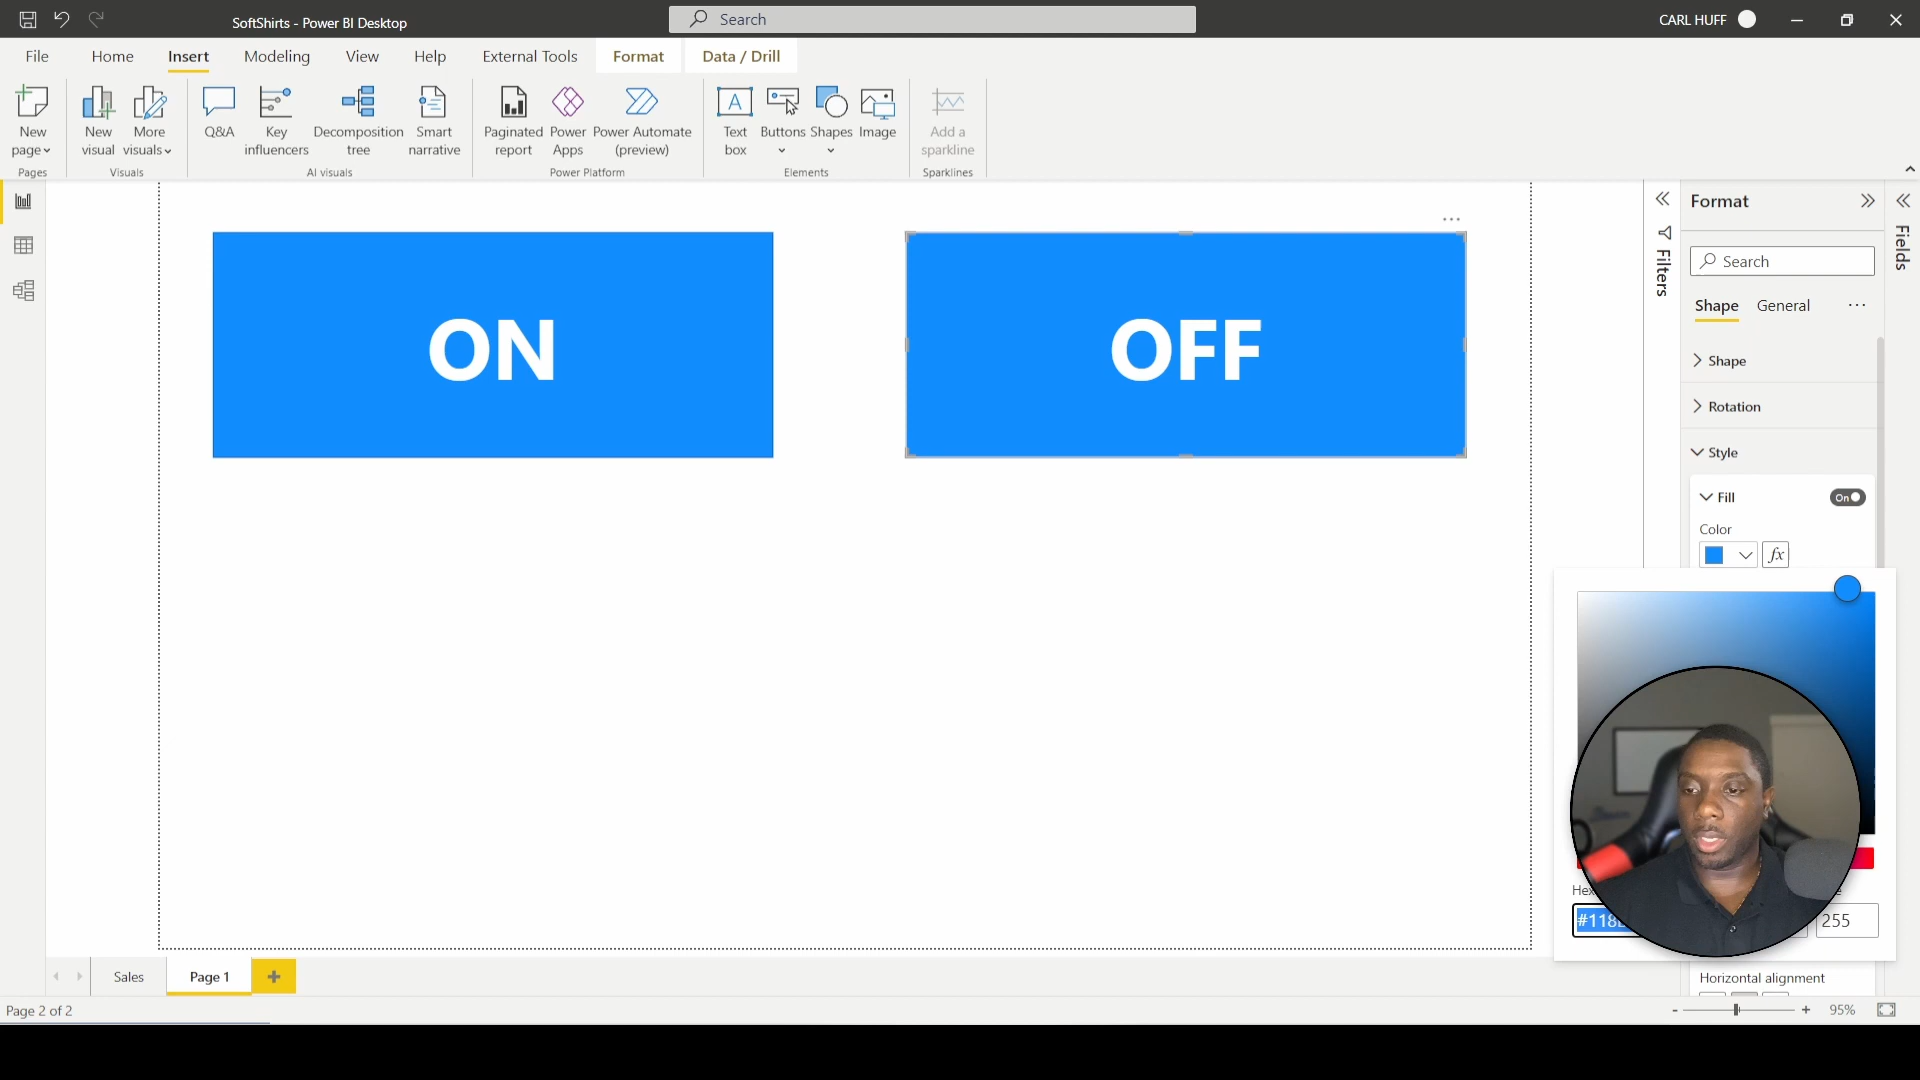 SoftShirts - Power BI Desktop
Search
CARL HUFF
File Home Insert Modeling View Help External Tools Format Data / Drill
New page
New visual
More visuals
Q&A
Key influencers
Decomposition tree
Smart narrative
Paginated report
Power Apps
Power Automate (preview)
Text box
Buttons
Shapes
Image
Add a sparkline
Pages
Visuals
AI visuals
Power Platform
Elements
Sparklines
ON
OFF
Filters
Format
Fields
Search
Shape General
Shape
Rotation
Style
Fill
On
Color
fx
255
Horizontal alignment
Sales
Page 1
Page 2 of 2
95%